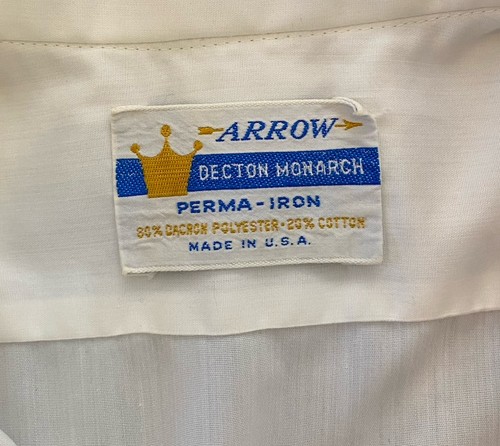 ARROW
DECTON MONARCH
PERMA-IRON
80% DACRON POLYESTER-20% COTTON
MADE IN U.S.A.